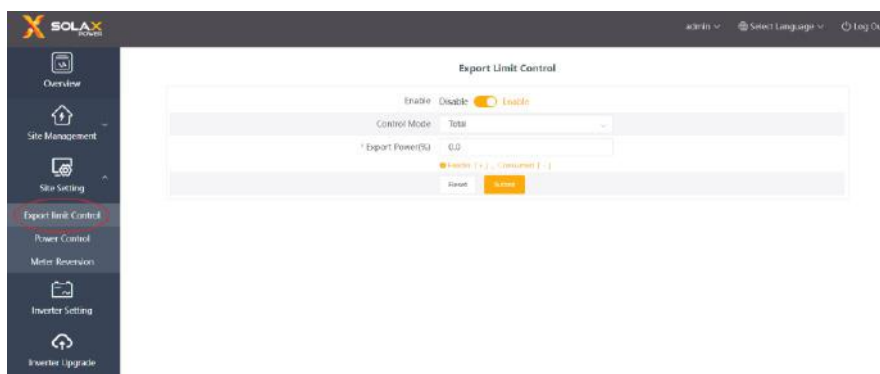 SOLAX
POWER
admin
Select Language
Log Ou
Overview
Site Management
Site Setting
Export limit Control
Power Control
Meter Reversion
Inverter Setting
Inverter Upgrade
Export Limit Control
Enable Disable Enable
Control Mode Total
* Export Power(%) 0.0
Feedin [+], Consumed [-]
Reset Submit